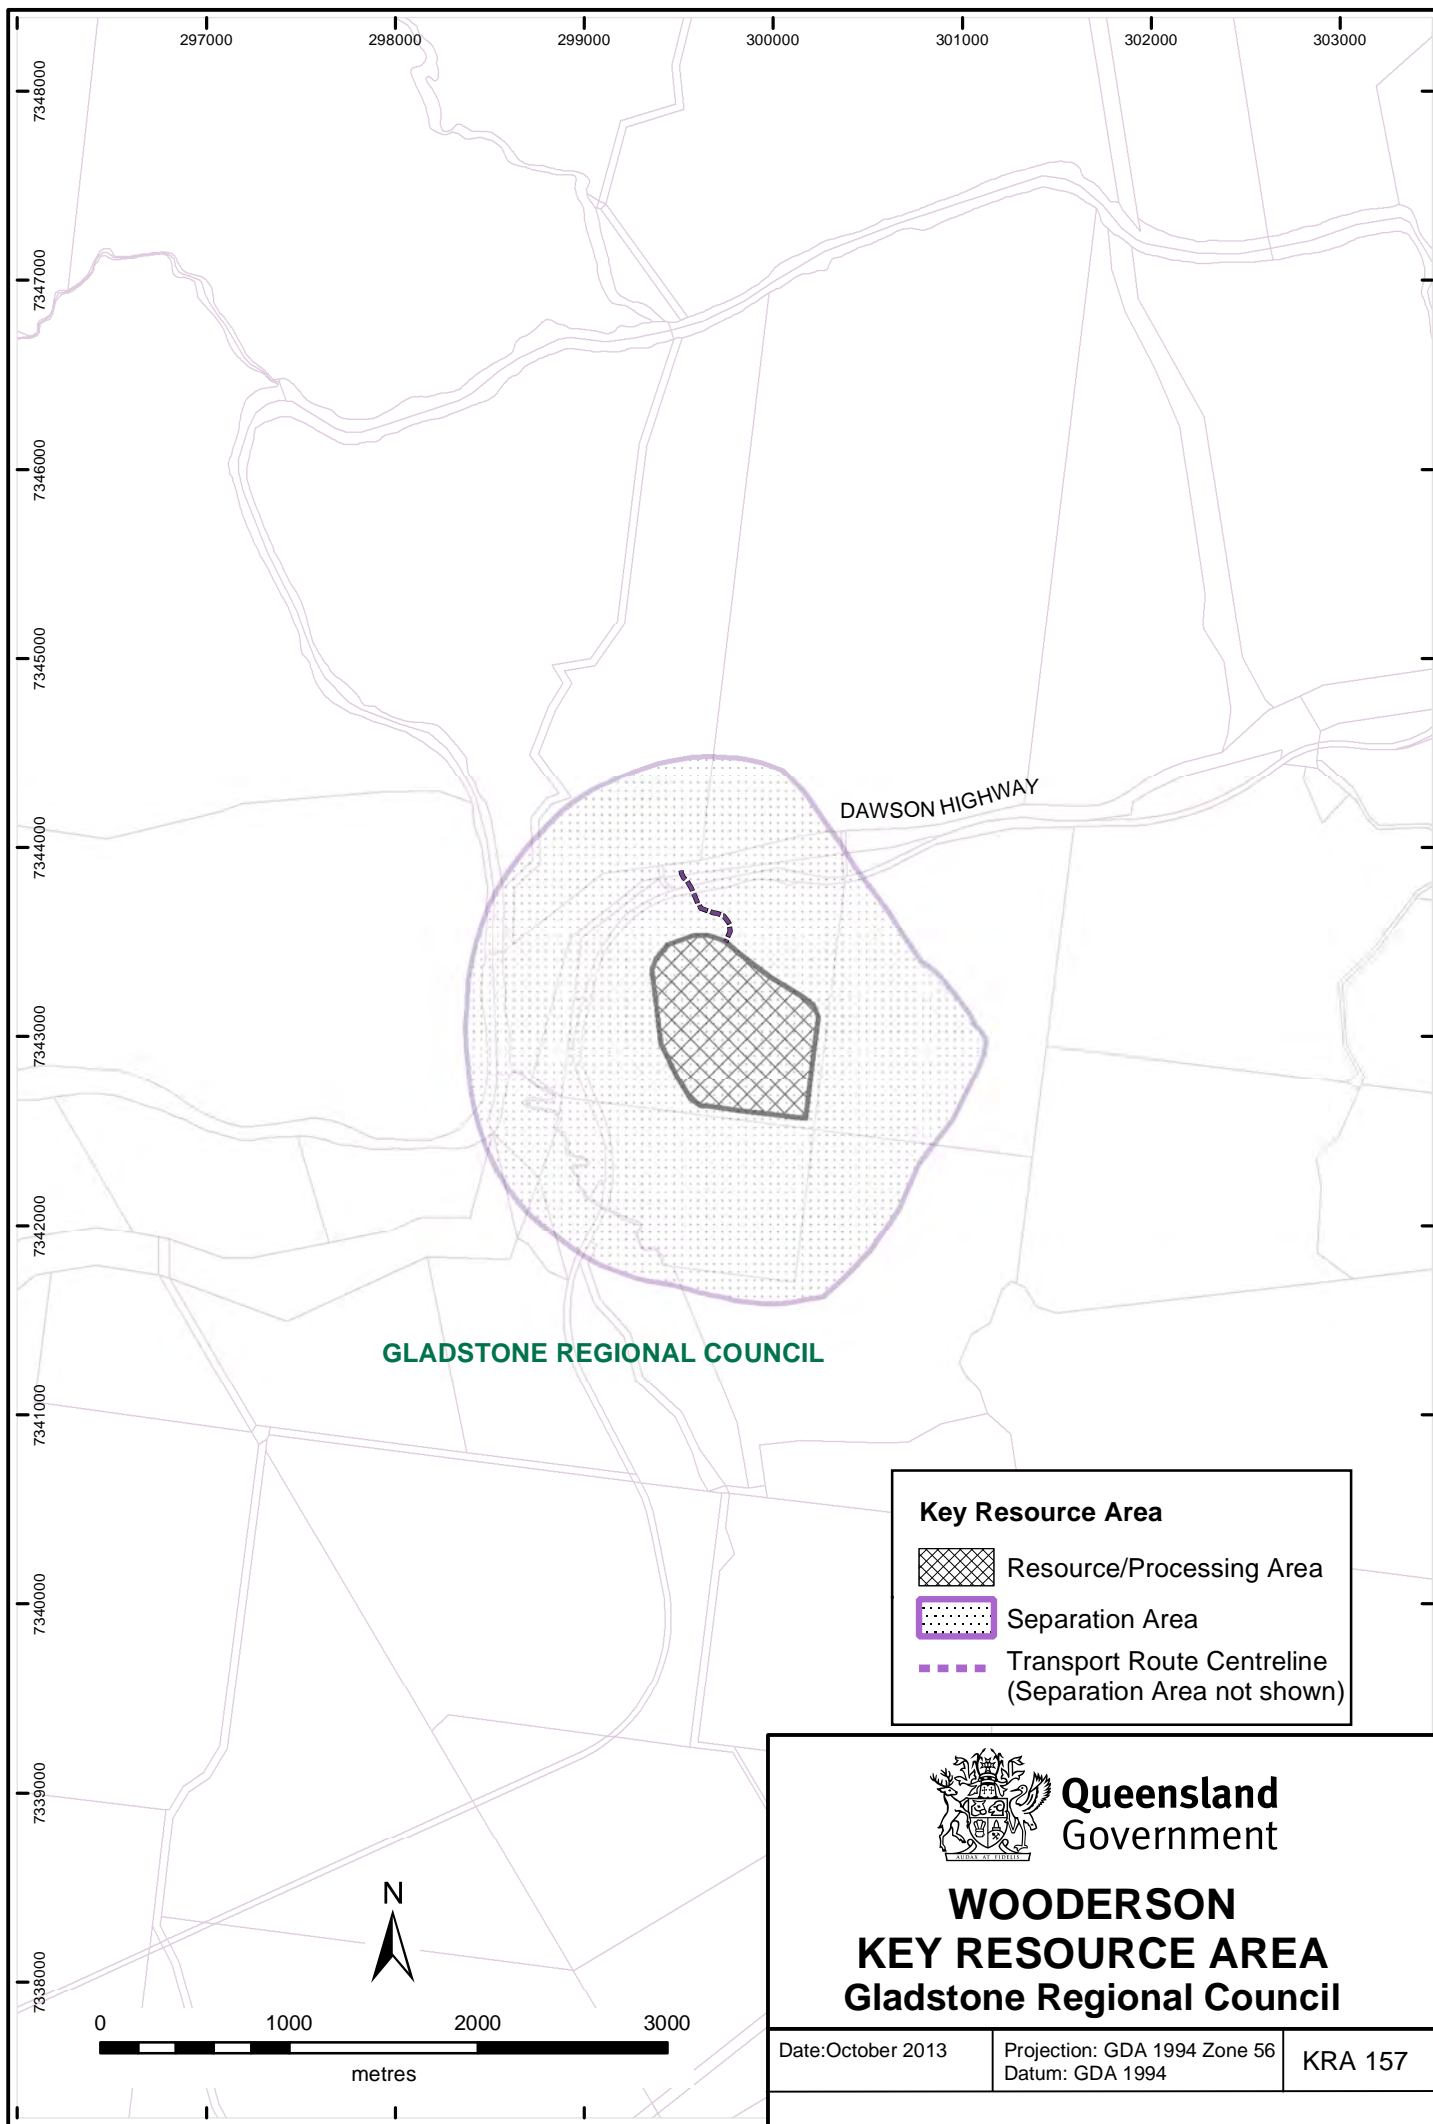 297000
298000
299000
300000
301000
302000
303000
7348000
7347000
7346000
7345000
7344000
7343000
7342000
7341000
7340000
7339000
7338000
DAWSON HIGHWAY
GLADSTONE REGIONAL COUNCIL
Key Resource Area
Resource/Processing Area
Separation Area
Transport Route Centreline
(Separation Area not shown)
AUDAX AT FIDELIS
Queensland
Government
WOODERSON
KEY RESOURCE AREA
Gladstone Regional Council
Date:October 2013
Projection: GDA 1994 Zone 56
Datum: GDA 1994
KRA 157
N
0
1000
2000
3000
metres